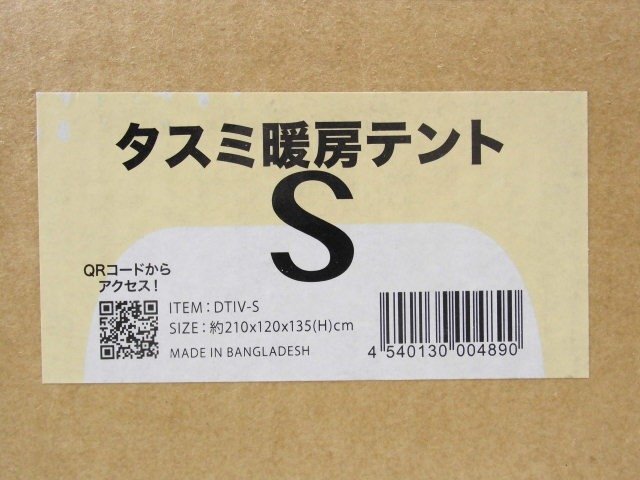 タスミ暖房テント
S
QRコードから
アクセス!
ITEM：DTIV-S
SIZE：約210x120x135(H)cm
MADE IN BANGLADESH
4 540130 004890